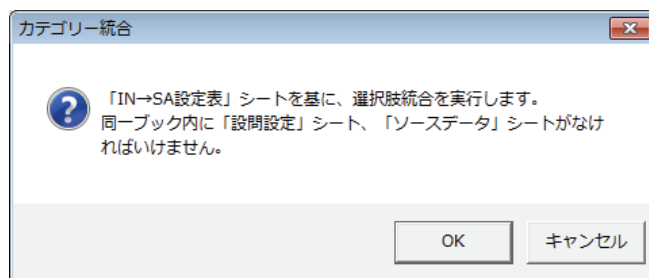 カテゴリー統合
「IN→SA設定表」シートを基に、選択肢統合を実行します。
同一ブック内に「設問設定」シート、「ソースデータ」シートがなけ
ればいけません。
OK
キャンセル